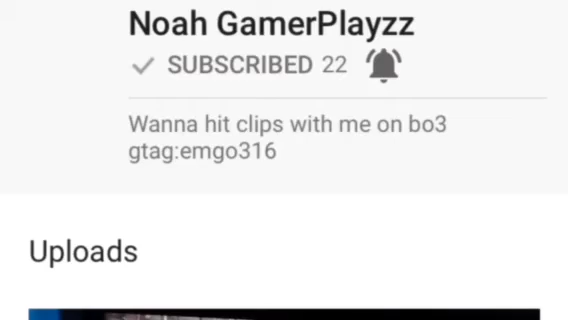 Noah GamerPlayzz
SUBSCRIBED 22
Wanna hit clips with me on bo3
gtag:emgo316
Uploads